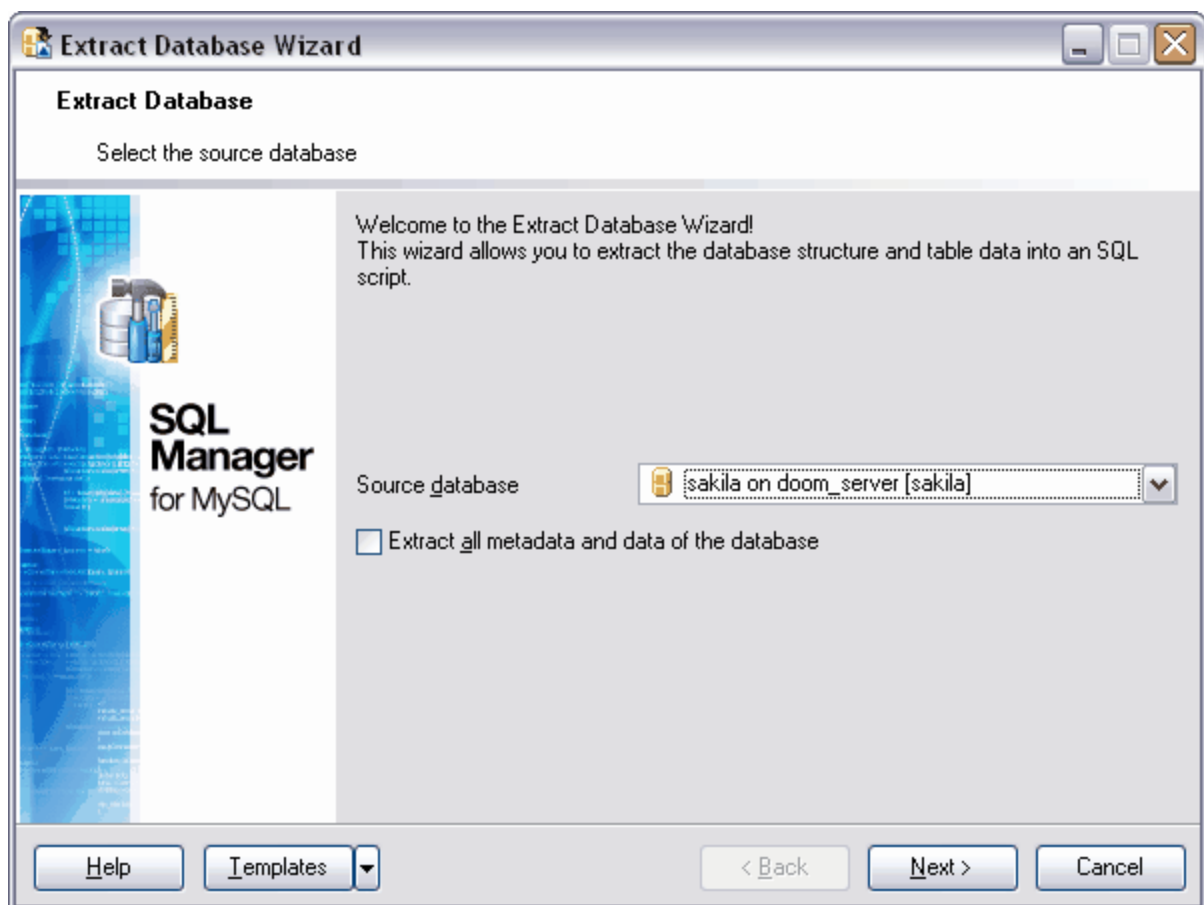 Extract Database Wizard
Extract Database
Select the source database
Welcome to the Extract Database Wizard!
This wizard allows you to extract the database structure and table data into an SQL
script.
SQL
Manager
for MySQL
Source database
sakila on doom_server [sakila]
Extract all metadata and data of the database
Help
Templates
< Back
Next >
Cancel